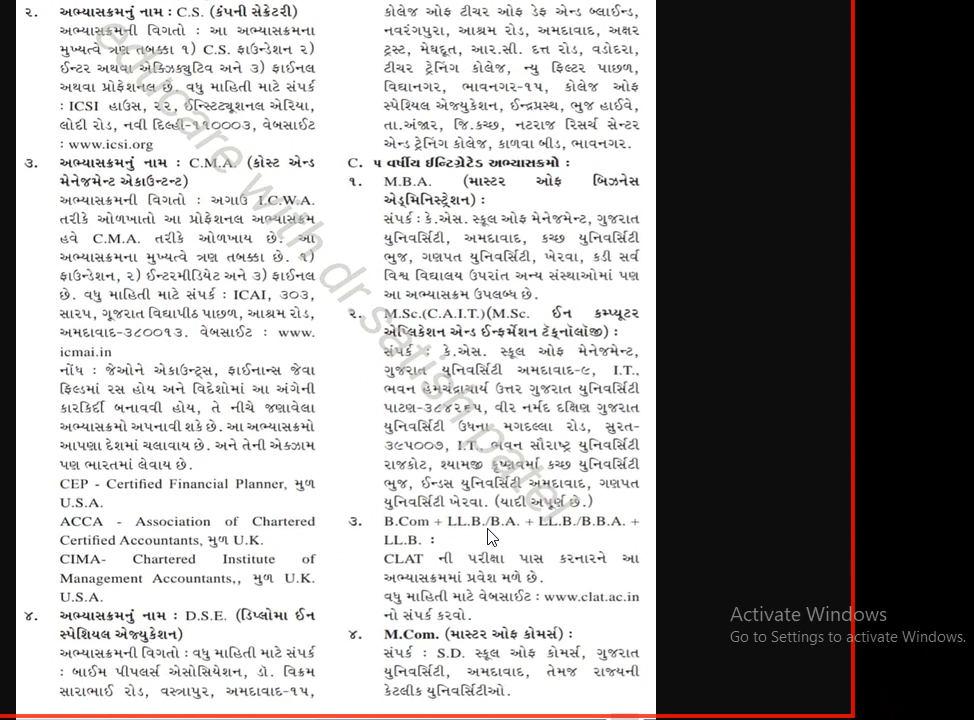 ૨. અભ્યાસક્રમનું નામ : C.S. (કંપની સેક્રેટરી)
અભ્યાસક્રમની વિગતો : આ અભ્યાસક્રમના
મુખ્યત્વે ત્રણ તબક્કા ૧) C.S. ફાઉન્ડેશન ૨)
ઈન્ટર અથવા એક્ઝિક્યુટિવ અને ૩) ફાઈનલ
અથવા પ્રોફેશનલ છે. વધુ માહિતી માટે સંપર્ક
: ICSI હાઉસ, ૨૨, ઈન્સ્ટિટ્યૂશનલ એરિયા,
લોદી રોડ, નવી દિલ્હી-૧૧૦૦૦૩, વેબસાઈટ
: www.icsi.org
૩. અભ્યાસક્રમનું નામ : C.M.A. (કોસ્ટ એન્ડ
મેનેજમેન્ટ એકાઉન્ટન્ટ)
અભ્યાસક્રમની વિગતો : અગાઉ I.C.W.A.
તરીકે ઓળખાતો આ પ્રોફેશનલ અભ્યાસક્રમ
હવે C.M.A. તરીકે ઓળખાય છે. આ
અભ્યાસક્રમના મુખ્યત્વે ત્રણ તબક્કા છે. ૧)
ફાઉન્ડેશન, ૨) ઈન્ટરમીડિયેટ અને ૩) ફાઈનલ
છે. વધુ માહિતી માટે સંપર્ક : ICAI, ૩૦૩,
સારપ, ગુજરાત વિદ્યાપીઠ પાછળ, આશ્રમ રોડ,
અમદાવાદ-૩૮૦૦૧૩. વેબસાઈટ : www.
icmai.in
નોંધ : જેઓને એકાઉન્ટ્સ, ફાઈનાન્સ જેવા
ફિલ્ડમાં રસ હોય અને વિદેશોમાં આ અંગેની
કારકિર્દી બનાવવી હોય, તે નીચે જણાવેલા
અભ્યાસક્રમો અપનાવી શકે છે. આ અભ્યાસક્રમો
આપણા દેશમાં ચલાવાય છે. અને તેની એક્ઝામ
પણ ભારતમાં લેવાય છે.
CEP - Certified Financial Planner, મુળ
U.S.A.
ACCA - Association of Chartered
Certified Accountants, મુળ U.K.
CIMA- Chartered Institute of
Management Accountants,, મુળ U.K.
U.S.A.
૪. અભ્યાસક્રમનું નામ : D.S.E. (ડિપ્લોમા ઈન
સ્પેશિયલ એજ્યુકેશન)
અભ્યાસક્રમની વિગતો : વધુ માહિતી માટે સંપર્ક
: બાઈમ પીપલર્સ એસોસિયેશન, ડૉ. વિક્રમ
સારાભાઈ રોડ, વસ્ત્રાપુર, અમદાવાદ-૧૫,
કોલેજ ઓફ ટીચર ઓફ ડેફ એન્ડ બ્લાઈન્ડ,
નવરંગપુરા, આશ્રમ રોડ, અમદાવાદ, અક્ષર
ટ્રસ્ટ, મેઘદૂત, આર.સી. દત્ત રોડ, વડોદરા,
ટીચર ટ્રેનિંગ કોલેજ, ન્યુ ફિલ્ટર પાછળ,
વિદ્યાનગર, ભાવનગર-૧૫, કોલેજ ઓફ
સ્પેશિયલ એજ્યુકેશન, ઈન્દ્રપ્રસ્થ, ભુજ હાઈવે,
તા.અંજાર, જિ.કચ્છ, નટરાજ રિસર્ચ સેન્ટર
એન્ડ ટ્રેનિંગ કોલેજ, કાળવા બીડ, ભાવનગર.
C. ૫ વર્ષીય ઈન્ટિગ્રેટેડ અભ્યાસક્રમો :
૧. M.B.A. (માસ્ટર ઓફ બિઝનેસ
એડ્મિનિસ્ટ્રેશન) :
સંપર્ક : કે.એસ. સ્કૂલ ઓફ મેનેજમેન્ટ, ગુજરાત
યુનિવર્સિટી, અમદાવાદ, કચ્છ યુનિવર્સિટી
ભુજ, ગણપત યુનિવર્સિટી, ખેરવા, કડી સર્વ
વિશ્વ વિદ્યાલય ઉપરાંત અન્ય સંસ્થાઓમાં પણ
આ અભ્યાસક્રમ ઉપલબ્ધ છે.
૨. M.Sc.(C.A.I.T.)(M.Sc. ઈન કમ્પ્યૂટર
એપ્લિકેશન એન્ડ ઈન્ફર્મેશન ટૅક્નૉલૉજી) :
સંપર્ક : કે.એસ. સ્કૂલ ઓફ મેનેજમેન્ટ,
ગુજરાત યુનિવર્સિટી અમદાવાદ-૯, I.T.,
ભવન હેમચંદ્રાચાર્ય ઉત્તર ગુજરાત યુનિવર્સિટી
પાટણ-૩૮૪૨૬૫, વીર નર્મદ દક્ષિણ ગુજરાત
યુનિવર્સિટી ઉધના મગદલ્લા રોડ, સુરત-
૩૯૫૦૦૭, I.T. ભવન સૌરાષ્ટ્ર યુનિવર્સિટી
રાજકોટ, શ્યામજી કૃષ્ણવર્મા કચ્છ યુનિવર્સિટી
ભુજ, ઈન્ડસ યુનિવર્સિટી અમદાવાદ, ગણપત
યુનિવર્સિટી ખેરવા. (યાદી અપૂર્ણ છે.)
૩. B.Com + LL.B./B.A. + LL.B./B.B.A. +
LL.B. :
CLAT ની પરીક્ષા પાસ કરનારને આ
અભ્યાસક્રમમાં પ્રવેશ મળે છે.
વધુ માહિતી માટે વેબસાઈટ : www.clat.ac.in
નો સંપર્ક કરવો.
૪. M.Com. (માસ્ટર ઓફ કોમર્સ) :
સંપર્ક : S.D. સ્કૂલ ઓફ કોમર્સ, ગુજરાત
યુનિવર્સિટી, અમદાવાદ, તેમજ રાજ્યની
કેટલીક યુનિવર્સિટીઓ.
educare with dr.satish patel
Activate Windows
Go to Settings to activate Windows.